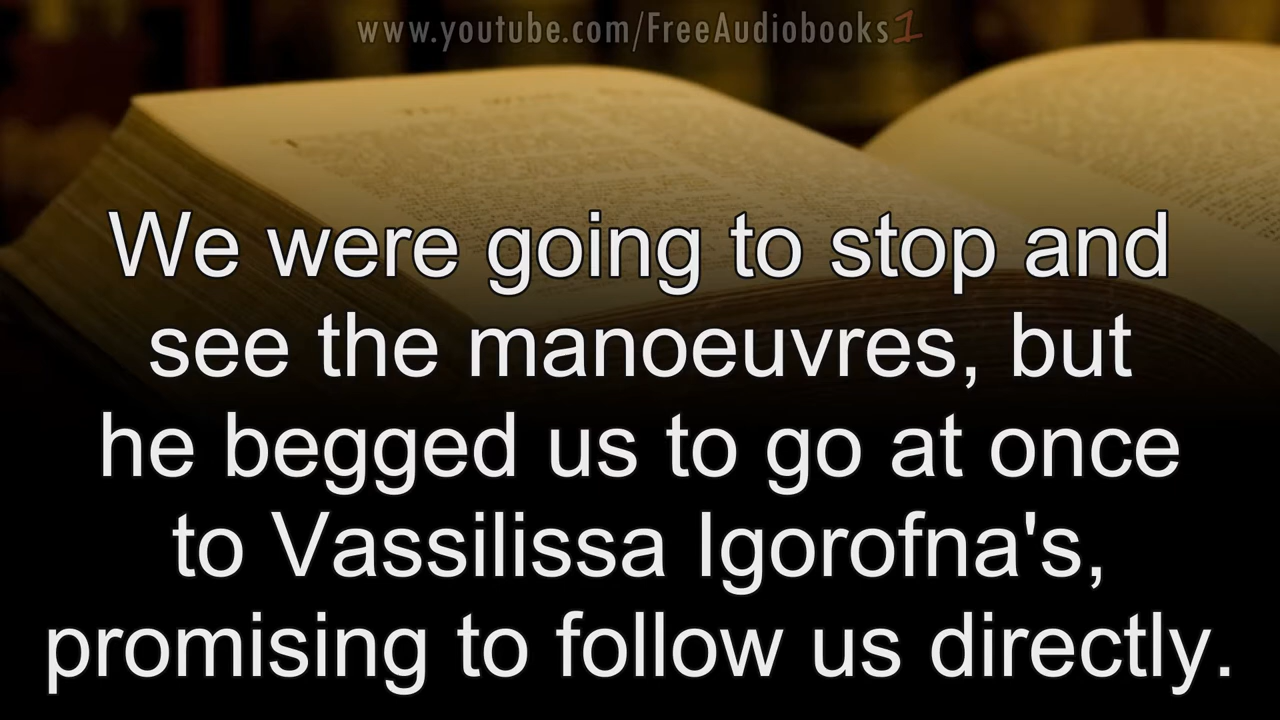 www.youtube.com/FreeAudiobooks1
We were going to stop and
see the manoeuvres, but
he begged us to go at once
to Vassilissa Igorofna's,
promising to follow us directly.